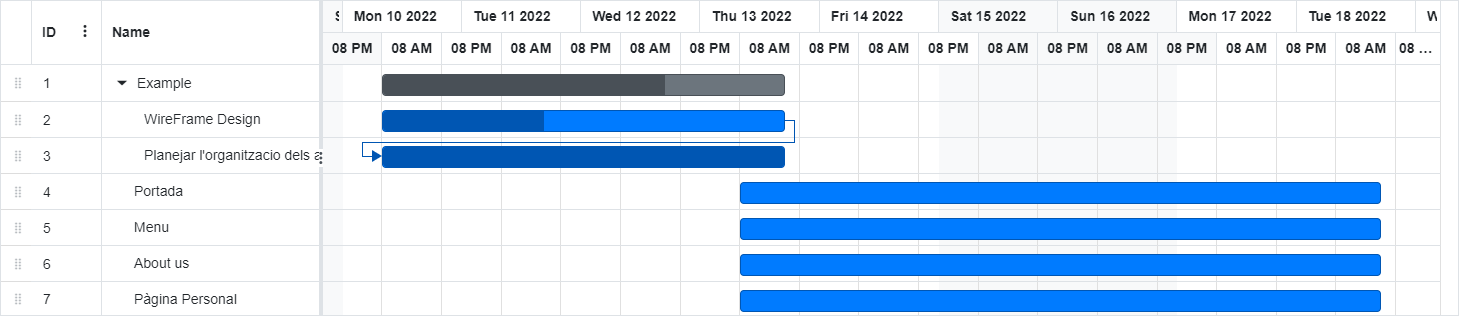 S Mon 10 2022 Tue 11 2022 Wed 12 2022 Thu 13 2022 Fri 14 2022 Sat 15 2022 Sun 16 2022 Mon 17 2022 Tue 18 2022 W
ID Name
08 PM 08 AM 08 PM 08 AM 08 PM 08 AM 08 PM 08 AM 08 PM 08 AM 08 PM 08 AM 08 PM 08 AM 08 PM 08 AM 08 PM 08 AM 08 ...
1 Example
2 WireFrame Design
3 Planejar l'organitzacio dels a
4 Portada
5 Menu
6 About us
7 Pàgina Personal